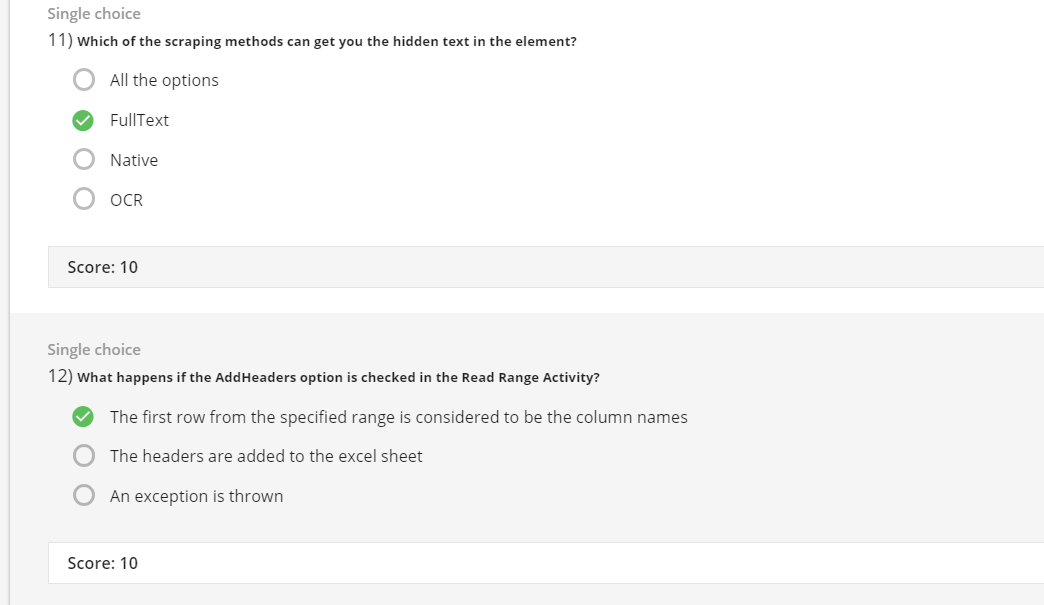 Single choice
11) Which of the scraping methods can get you the hidden text in the element?
All the options
FullText
Native
OCR
Score: 10
Single choice
12) What happens if the AddHeaders option is checked in the Read Range Activity?
The first row from the specified range is considered to be the column names
The headers are added to the excel sheet
An exception is thrown
Score: 10